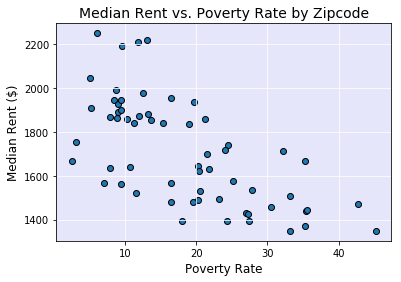 Median Rent vs. Poverty Rate by Zipcode
Median Rent ($)
2200
2000
1800
1600
1400
10 20 30 40
Poverty Rate